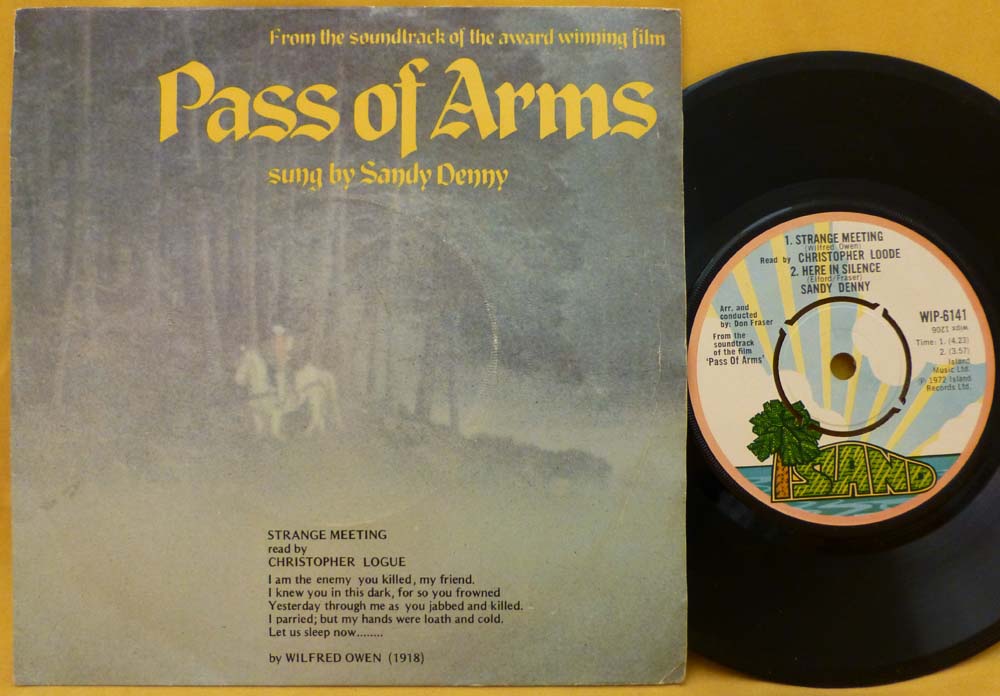 From the soundtrack of the award winning film
Pass of Arms
sung by Sandy Denny
STRANGE MEETING
read by
CHRISTOPHER LOGUE
I am the enemy you killed, my friend.
I knew you in this dark, for so you frowned
Yesterday through me as you jabbed and killed.
I parried; but my hands were loath and cold.
Let us sleep now........
by WILFRED OWEN (1918)
1. STRANGE MEETING
(Wilfred Owen)
Read by CHRISTOPHER LOODE
2. HERE IN SILENCE
(Elford/Fraser)
SANDY DENNY
Arr. and
conducted
by: Don Fraser
From the
soundtrack
of the film
'Pass Of Arms'
WIP-6141
wipx 1206
Time: 1. (4.23)
2. (3.57)
Island
Music Ltd.
℗ 1972 Island
Records Ltd.
ISLAND